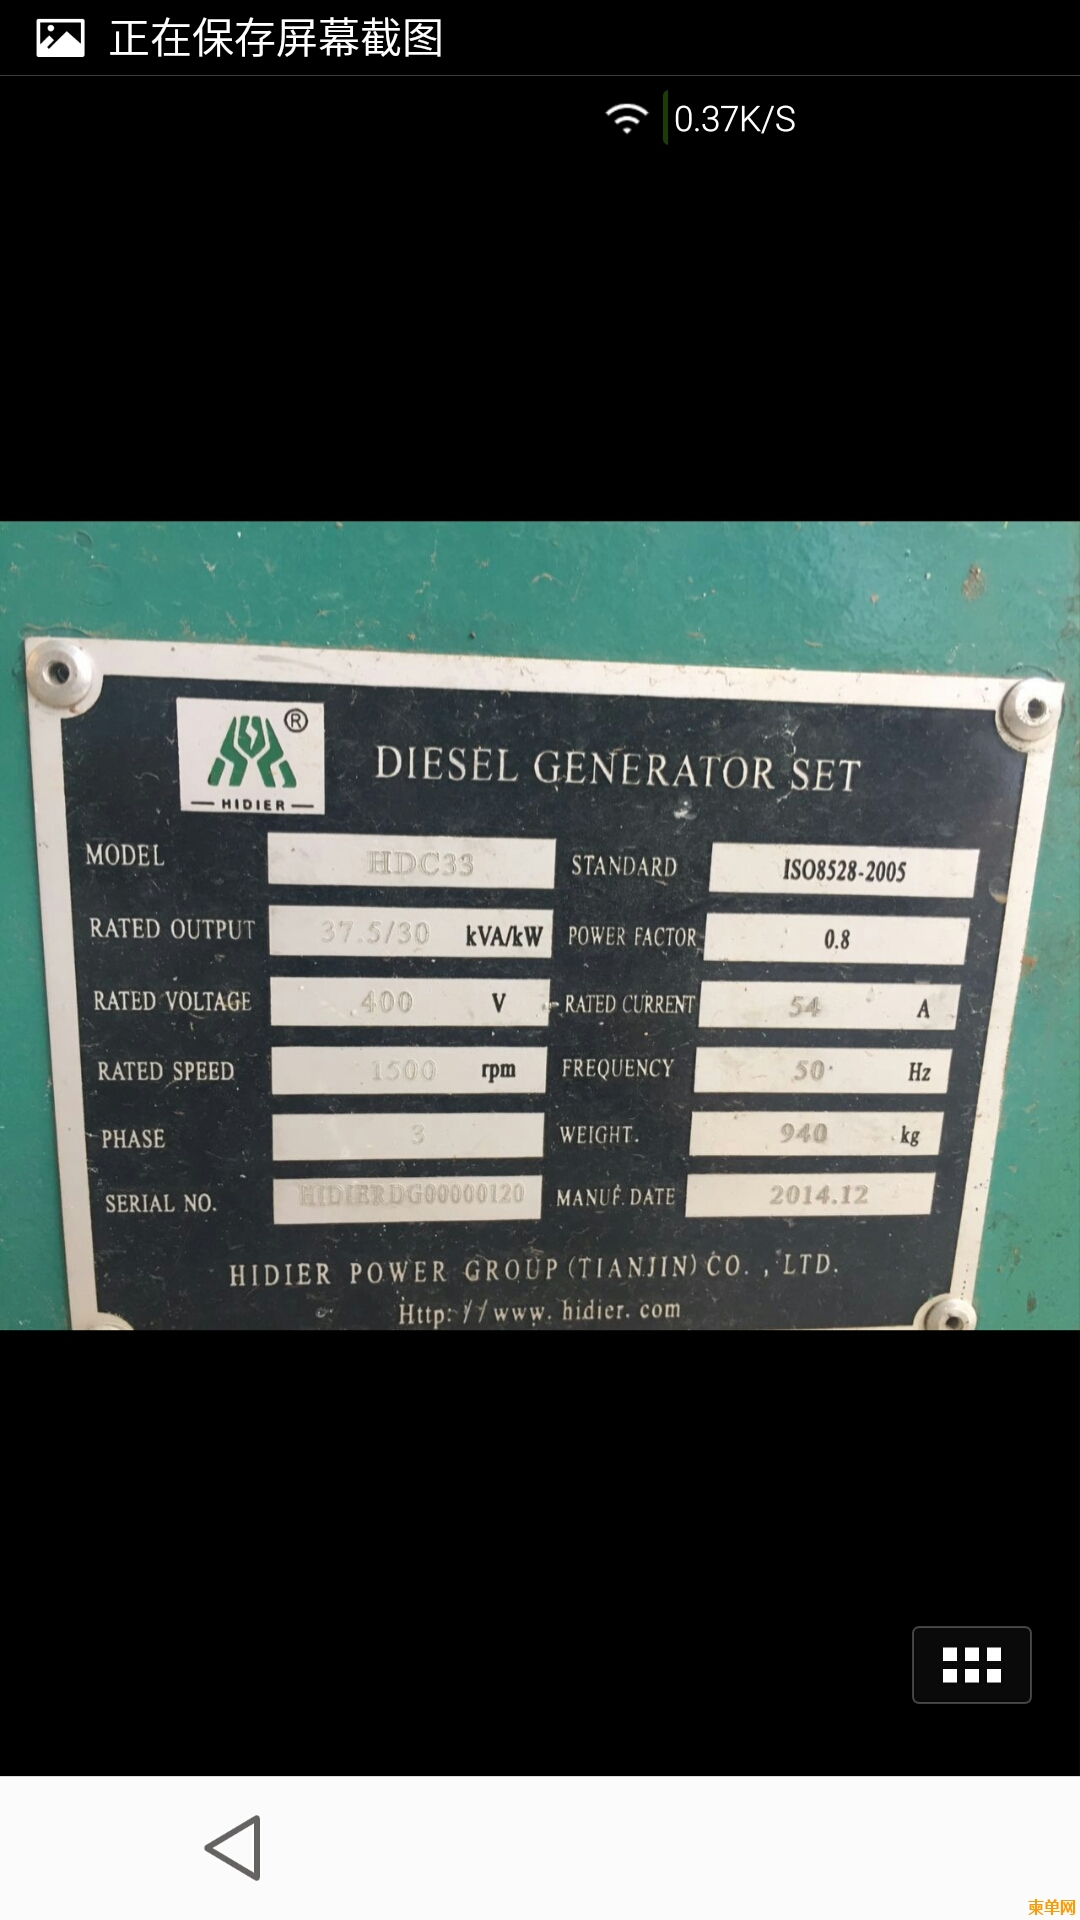 正在保存屏幕截图
0.37K/S
®
HIDIER
DIESEL GENERATOR SET
MODEL HDC33 STANDARD ISO8528-2005
RATED OUTPUT 37.5/30 kVA/kW POWER FACTOR 0.8
RATED VOLTAGE 400 V RATED CURRENT 54 A
RATED SPEED 1500 rpm FREQUENCY 50 Hz
PHASE 3 WEIGHT. 940 kg
SERIAL NO. HIDIERDG00000120 MANUF. DATE 2014.12
HIDIER POWER GROUP (TIANJIN) CO. , LTD.
Http: //www. hidier. com
柬单网